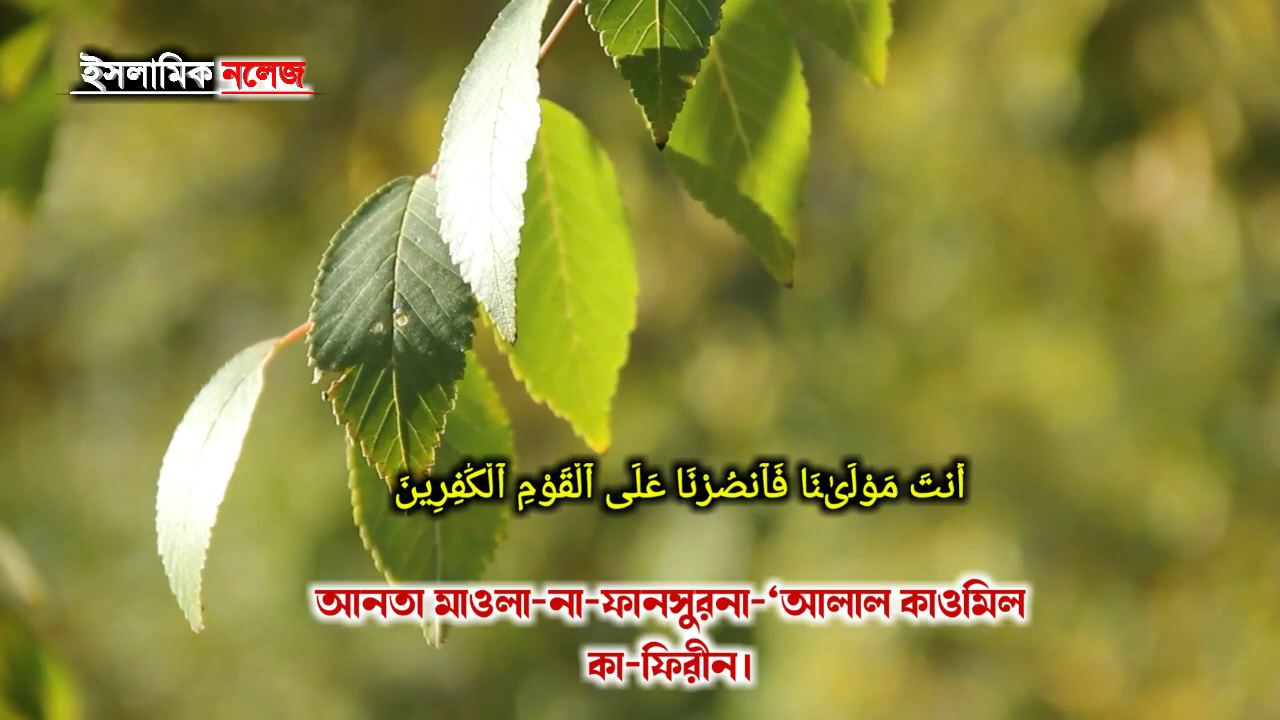 ইসলামিক নলেজ
أَنتَ مَوْلَىٰنَا فَٱنصُرْنَا عَلَى ٱلْقَوْمِ ٱلْكَٰفِرِينَ
আনতা মাওলা-না-ফানসুরনা-‘আলাল কাওমিল
কা-ফিরীন।